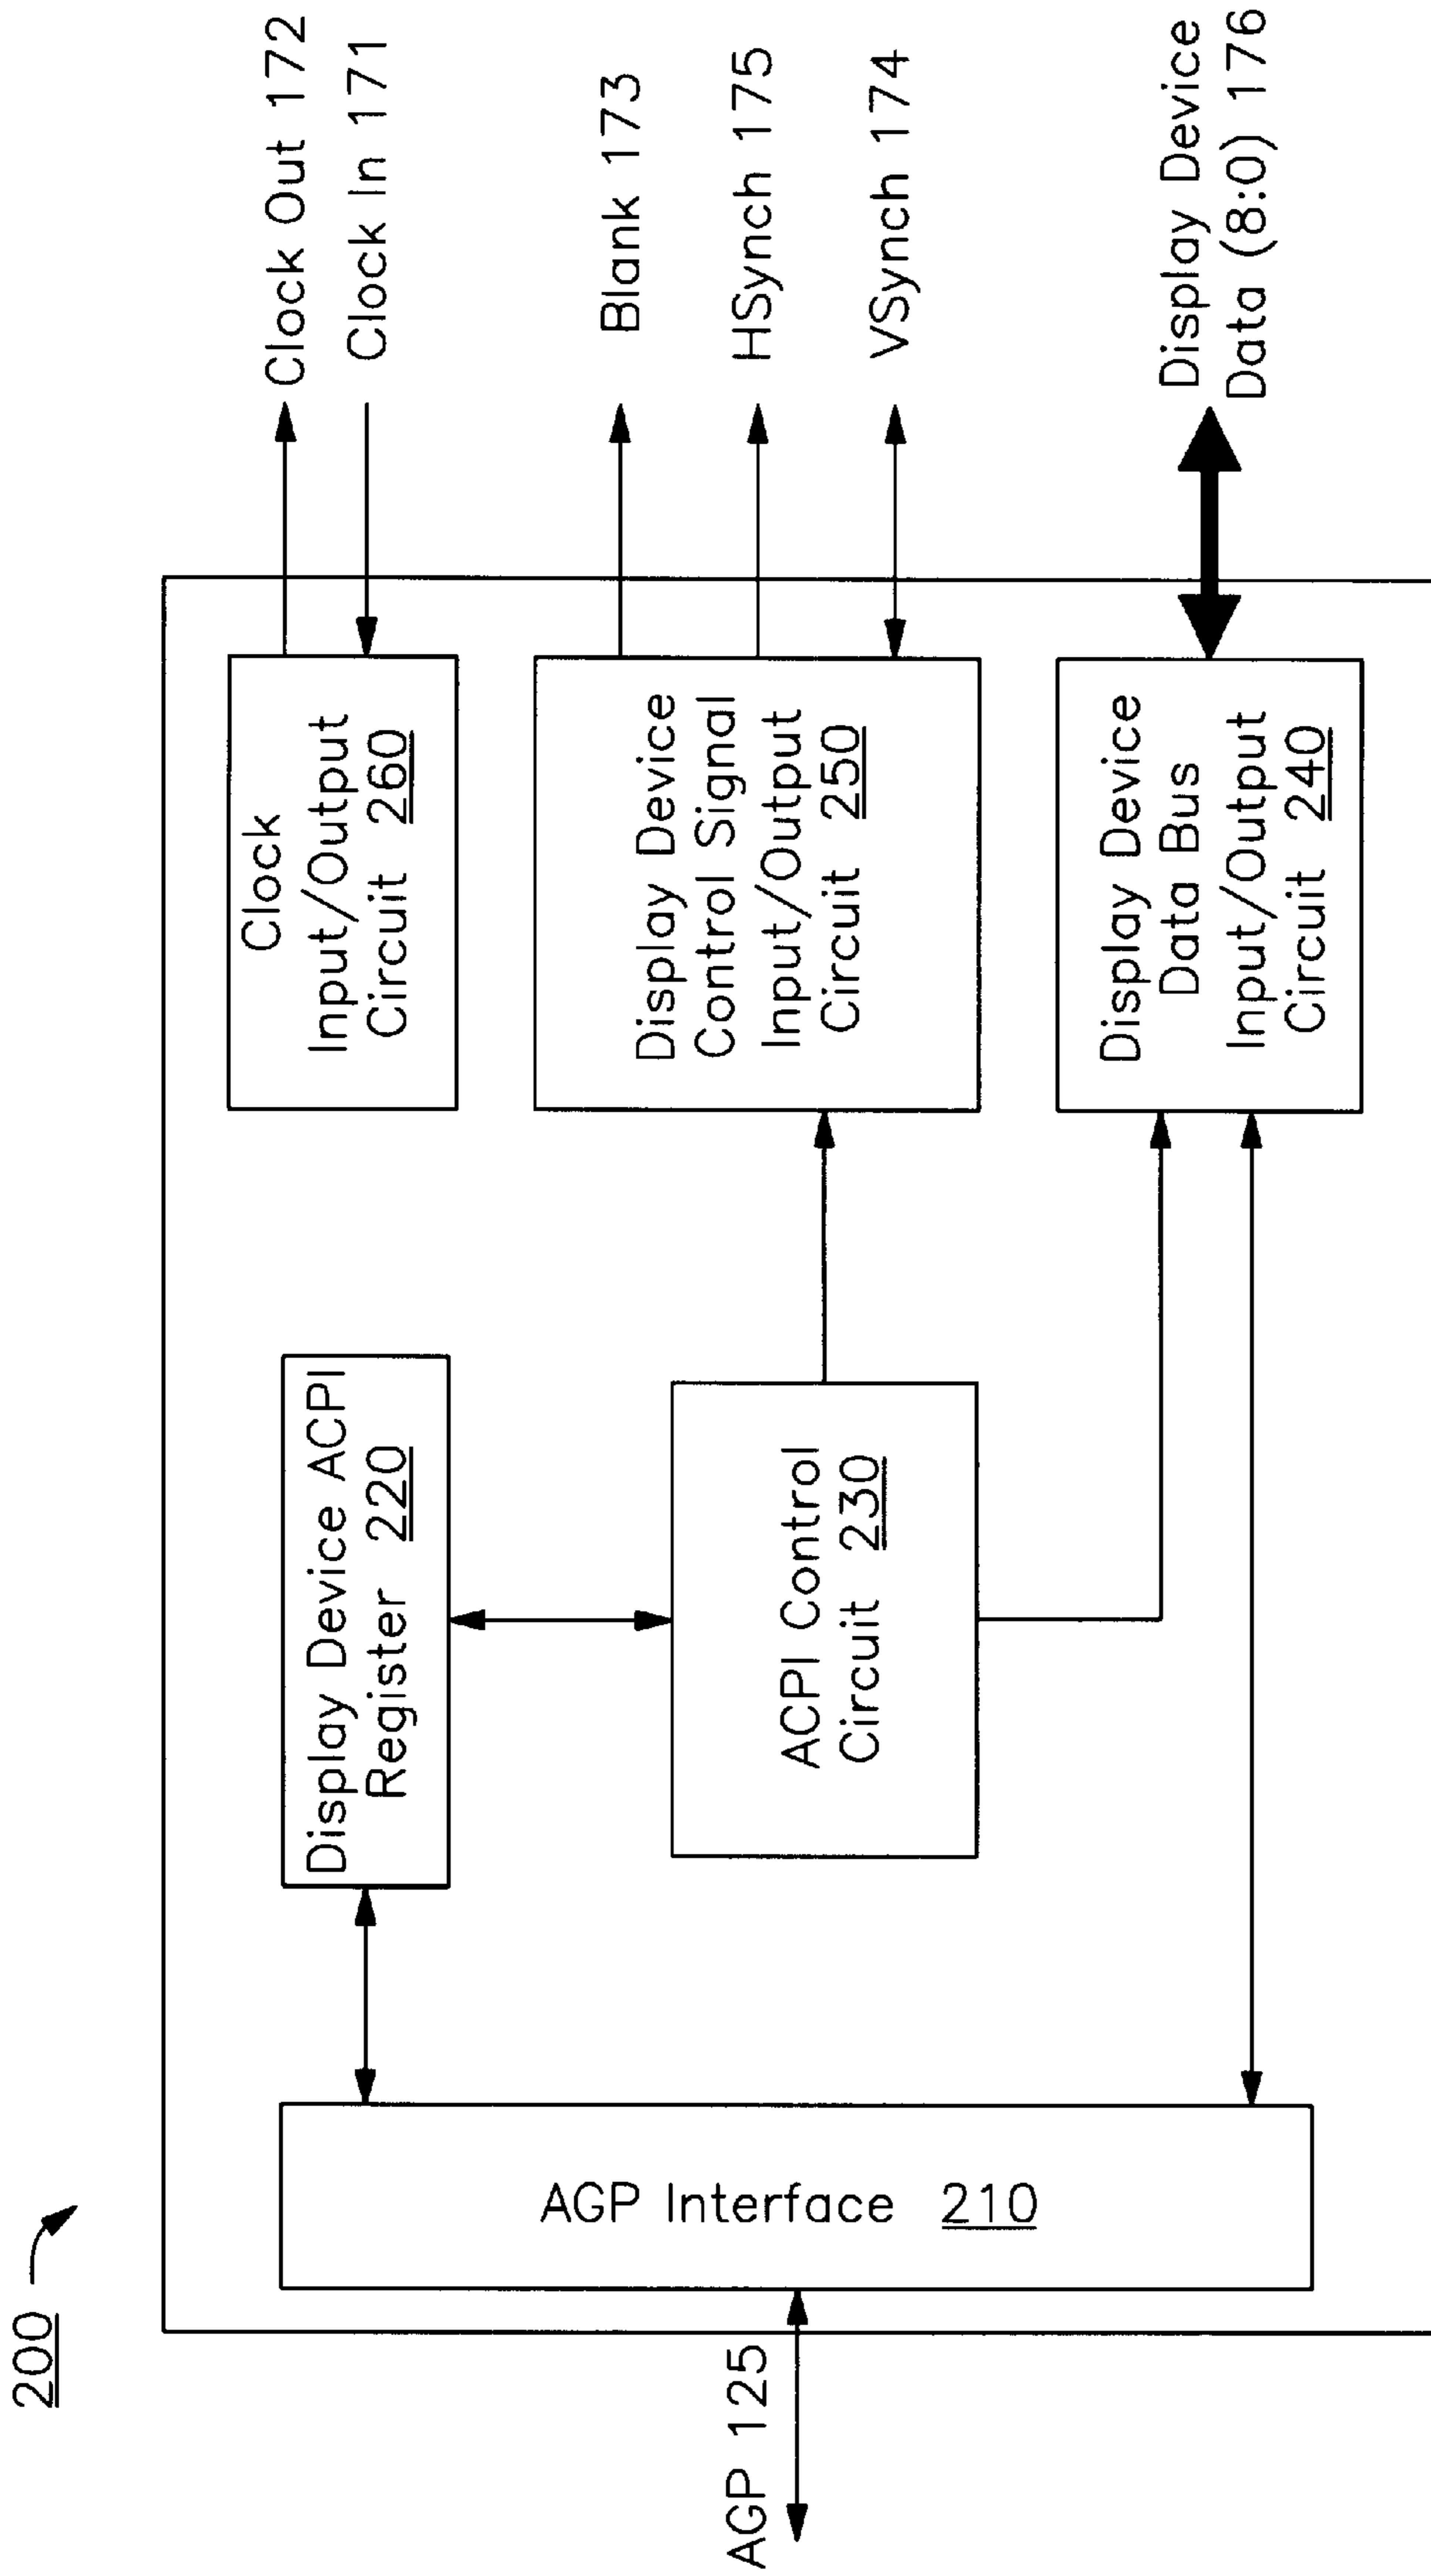 200
AGP 125
AGP Interface 210
Display Device ACPI
Register 220
ACPI Control
Circuit 230
Clock
Input/Output
Circuit 260
Display Device
Control Signal
Input/Output
Circuit 250
Display Device
Data Bus
Input/Output
Circuit 240
Clock Out 172
Clock In 171
Blank 173
HSynch 175
VSynch 174
Display Device
Data (8:0) 176